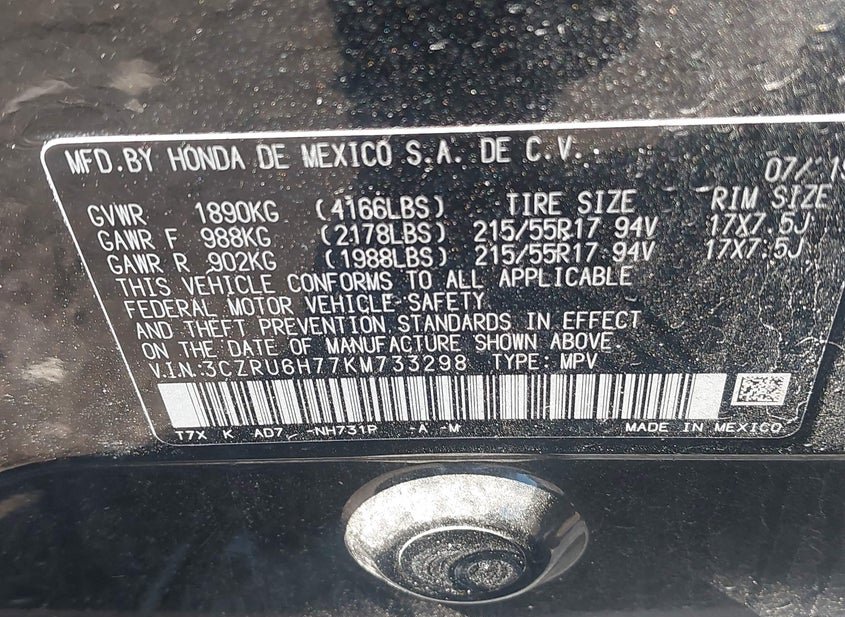 MFD.BY HONDA DE MEXICO S.A. DE C.V. 07/19
GVWR 1890KG (4166LBS) TIRE SIZE RIM SIZE
GAWR F 988KG (2178LBS) 215/55R17 94V 17X7.5J
GAWR R 902KG (1988LBS) 215/55R17 94V 17X7.5J
THIS VEHICLE CONFORMS TO ALL APPLICABLE
FEDERAL MOTOR VEHICLE SAFETY
AND THEFT PREVENTION STANDARDS IN EFFECT
ON THE DATE OF MANUFACTURE SHOWN ABOVE
V.I.N:3CZRU6H77KM733298 TYPE: MPV
T7X K AD7 -NH731P -A -M MADE IN MEXICO